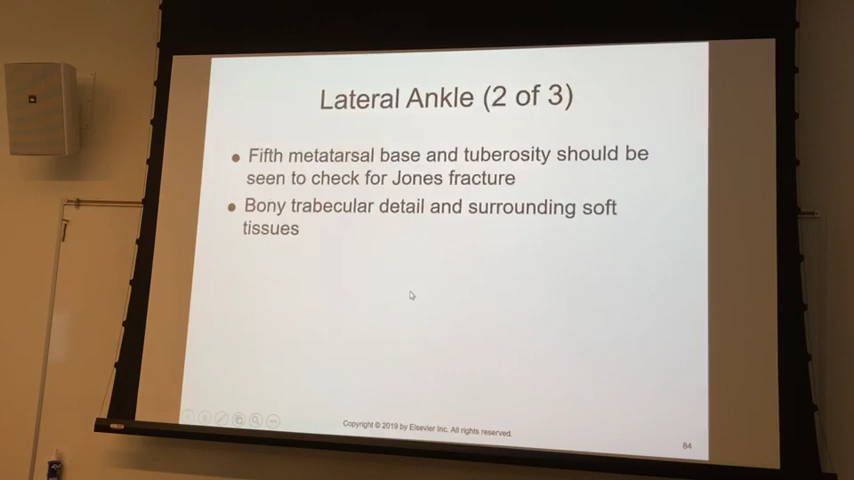 Lateral Ankle (2 of 3)
● Fifth metatarsal base and tuberosity should be
seen to check for Jones fracture
● Bony trabecular detail and surrounding soft
tissues
Copyright © 2019 by Elsevier Inc. All rights reserved.
84